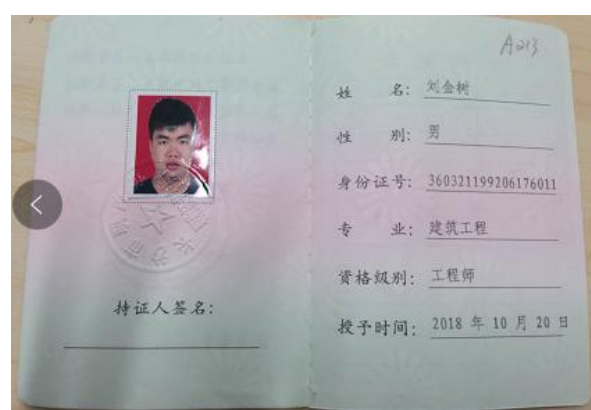 A213
姓 名: 刘金树
性 别: 男
身份证号: 360321199206176011
专 业: 建筑工程
资格级别: 工程师
授予时间: 2018 年 10 月 20 日
持证人签名: